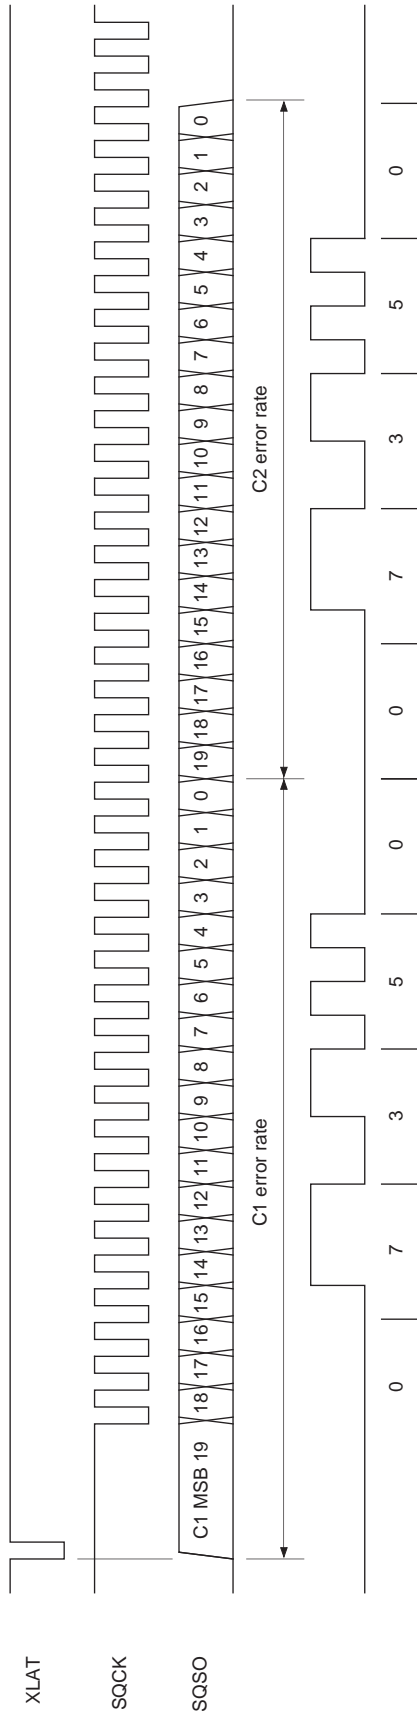 XLAT
SQCK
SQSO
C1 MSB 19 18 17 16 15 14 13 12 11 10 9 8 7 6 5 4 3 2 1 0 19 18 17 16 15 14 13 12 11 10 9 8 7 6 5 4 3 2 1 0
C1 error rate C2 error rate
0 7 3 5 0 0 7 3 5 0